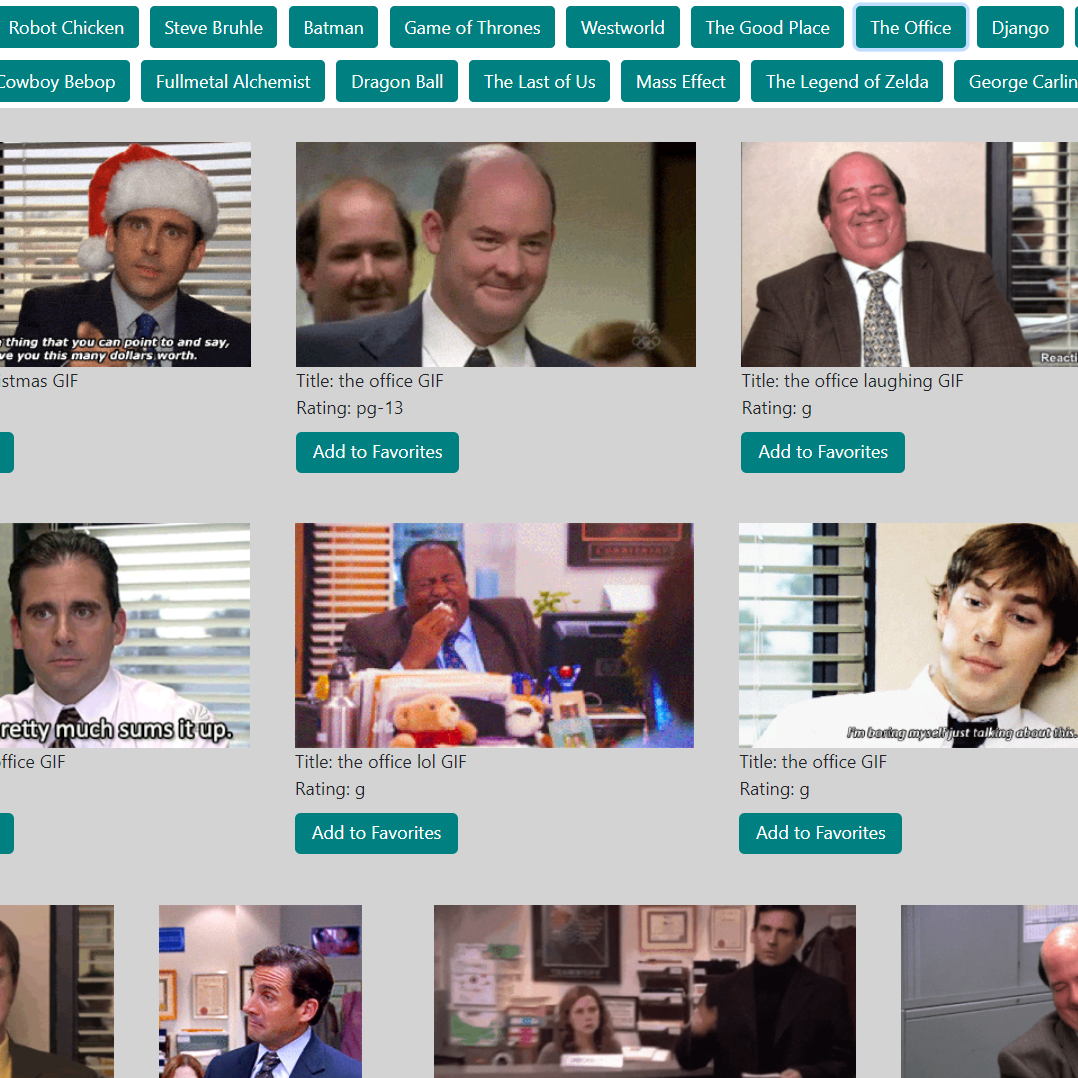 Robot Chicken Steve Bruhle Batman Game of Thrones Westworld The Good Place The Office Django
Cowboy Bebop Fullmetal Alchemist Dragon Ball The Last of Us Mass Effect The Legend of Zelda George Carlin
thing that you can point to and say,
ve you this many dollars worth.
Reacti
stmas GIF
Title: the office GIF
Rating: pg-13
Add to Favorites
Title: the office laughing GIF
Rating: g
Add to Favorites
retty much sums it up.
I'm boring myself just talking about this.
ffice GIF
Title: the office lol GIF
Rating: g
Add to Favorites
Title: the office GIF
Rating: g
Add to Favorites